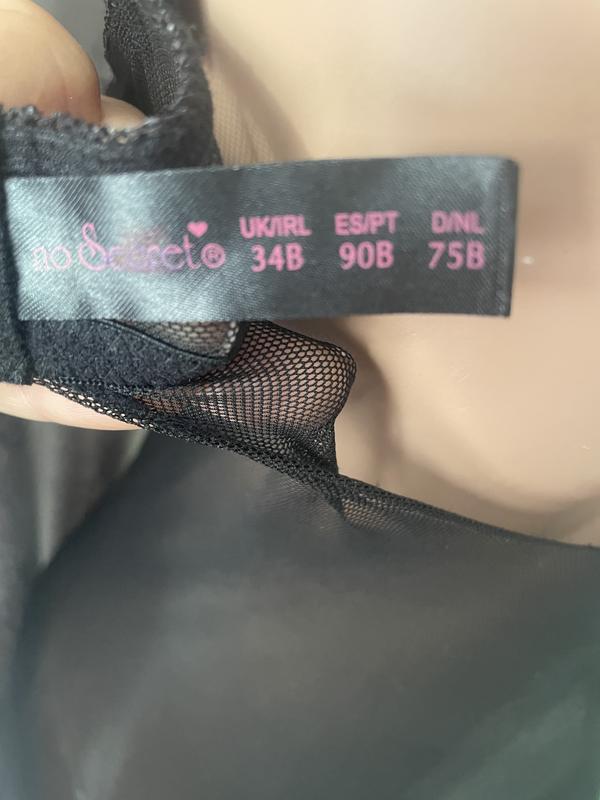 no Secret®
UK/IRL ES/PT D/NL
34B 90B 75B